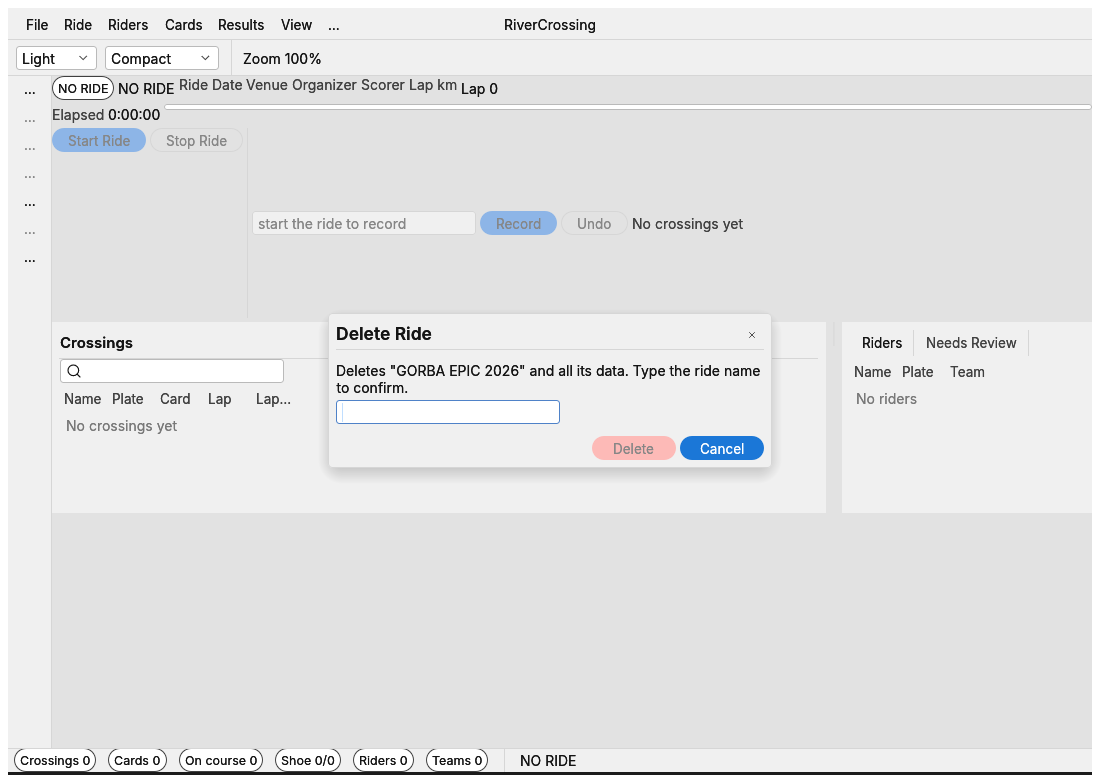 File Ride Riders Cards Results View ... RiverCrossing
Light Compact Zoom 100%
... NO RIDE NO RIDE Ride Date Venue Organizer Scorer Lap km Lap 0
... Elapsed 0:00:00
... Start Ride Stop Ride
...
...
start the ride to record Record Undo No crossings yet
...
...
Delete Ride ×
Crossings Riders Needs Review
Deletes "GORBA EPIC 2026" and all its data. Type the ride name
to confirm.
Name Plate Team
Name Plate Card Lap Lap...
No riders
No crossings yet
Delete Cancel
Crossings 0 Cards 0 On course 0 Shoe 0/0 Riders 0 Teams 0 NO RIDE